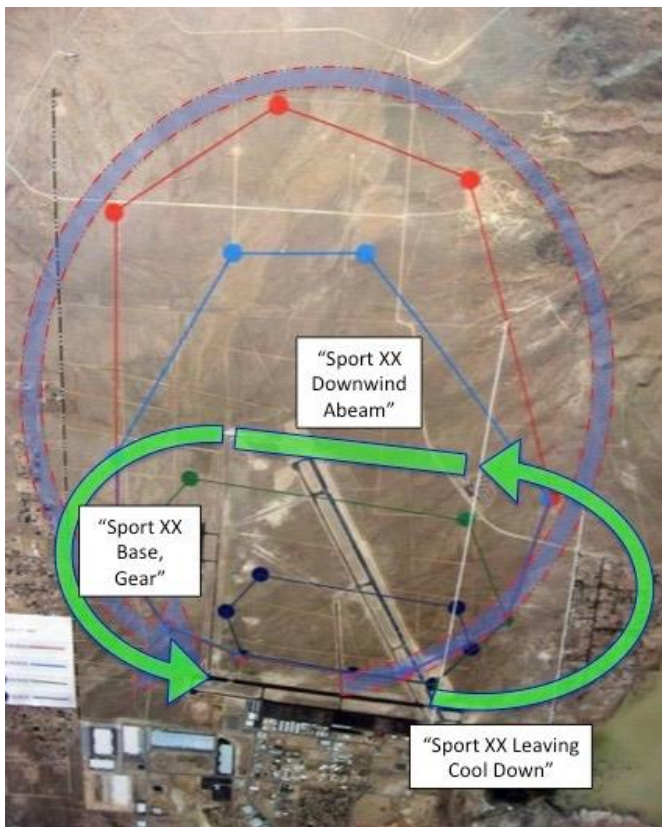 “Sport XX
Downwind
Abeam”
“Sport XX
Base,
Gear”
“Sport XX Leaving
Cool Down”